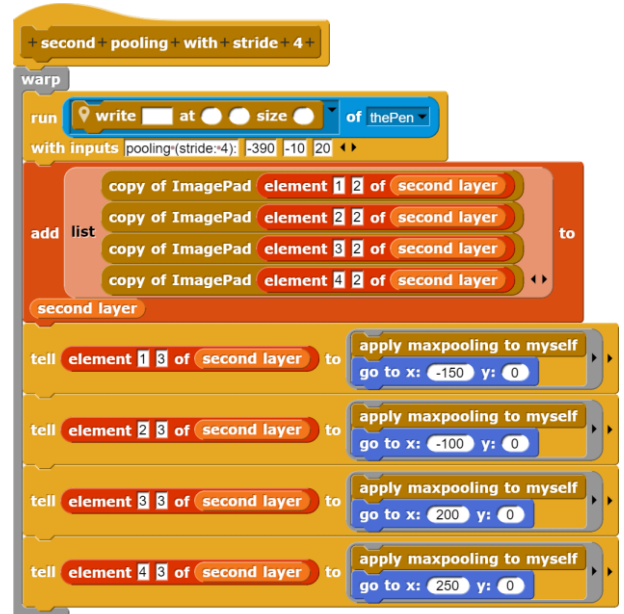 + second + pooling + with + stride + 4 +
warp
run write at size of thePen
with inputs pooling (stride: 4): -390 -10 20
copy of ImagePad element 1 2 of second layer
copy of ImagePad element 2 2 of second layer
add list to
copy of ImagePad element 3 2 of second layer
copy of ImagePad element 4 2 of second layer
second layer
apply maxpooling to myself
tell element 1 3 of second layer to
go to x: -150 y: 0
apply maxpooling to myself
tell element 2 3 of second layer to
go to x: -100 y: 0
apply maxpooling to myself
tell element 3 3 of second layer to
go to x: 200 y: 0
apply maxpooling to myself
tell element 4 3 of second layer to
go to x: 250 y: 0